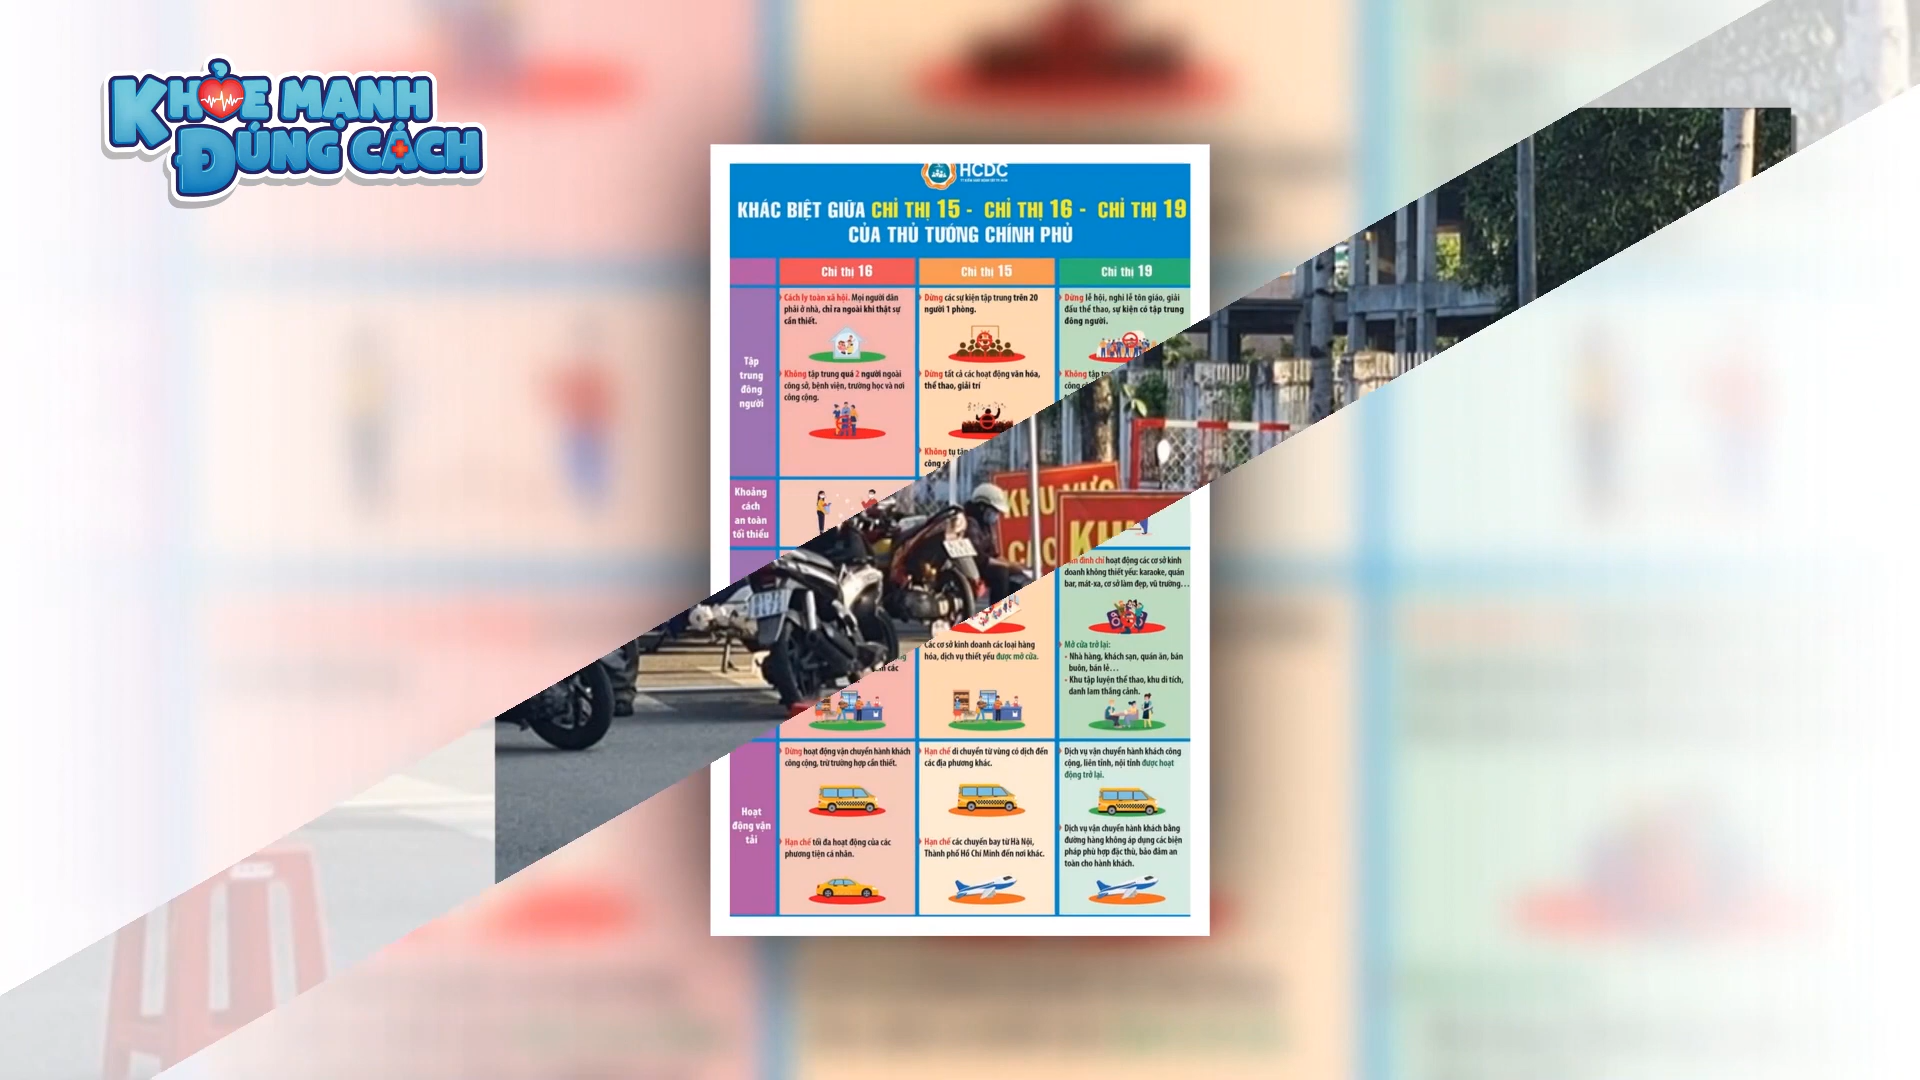 KHỎE MẠNH
ĐÚNG CÁCH
HCDC
KHÁC BIỆT GIỮA CHỈ THỊ 15 - CHỈ THỊ 16 - CHỈ THỊ 19
CỦA THỦ TƯỚNG CHÍNH PHỦ
Chỉ thị 16
Chỉ thị 15
Chỉ thị 19
Tập
trung
đông
người
Cách ly toàn xã hội. Mọi người dân
phải ở nhà, chỉ ra ngoài khi thật sự
cần thiết.
Không tập trung quá 2 người ngoài
công sở, bệnh viện, trường học và nơi
công cộng.
Dừng các sự kiện tập trung trên 20
người 1 phòng.
Dừng tất cả các hoạt động văn hóa,
thể thao, giải trí
Không tụ
công
Dừng lễ hội, nghi lễ tôn giáo, giải
đấu thể thao, sự kiện có tập trung
đông người.
Không tập
Khoảng
cách
an toàn
tối thiểu
KHU VỰC
KHU
các
Các cơ sở kinh doanh các loại hàng
hóa, dịch vụ thiết yếu được mở cửa.
đình chỉ hoạt động các cơ sở kinh
doanh không thiết yếu: karaoke, quán
bar, mát-xa, cơ sở làm đẹp, vũ trường...
Mở cửa trở lại:
- Nhà hàng, khách sạn, quán ăn, bán
buôn, bán lẻ...
- Khu tập luyện thể thao, khu di tích,
danh lam thắng cảnh.
Hoạt
động vận
tải
Dừng hoạt động vận chuyển hành khách
công cộng, trừ trường hợp cần thiết.
Hạn chế tối đa hoạt động của các
phương tiện cá nhân.
Hạn chế di chuyển từ vùng có dịch đến
các địa phương khác.
Hạn chế các chuyến bay từ Hà Nội,
Thành phố Hồ Chí Minh đến nơi khác.
Dịch vụ vận chuyển hành khách công
cộng, liên tỉnh, nội tỉnh được hoạt
động trở lại.
Dịch vụ vận chuyển hành khách bằng
đường hàng không áp dụng các biện
pháp phù hợp đặc thù, bảo đảm an
toàn cho hành khách.